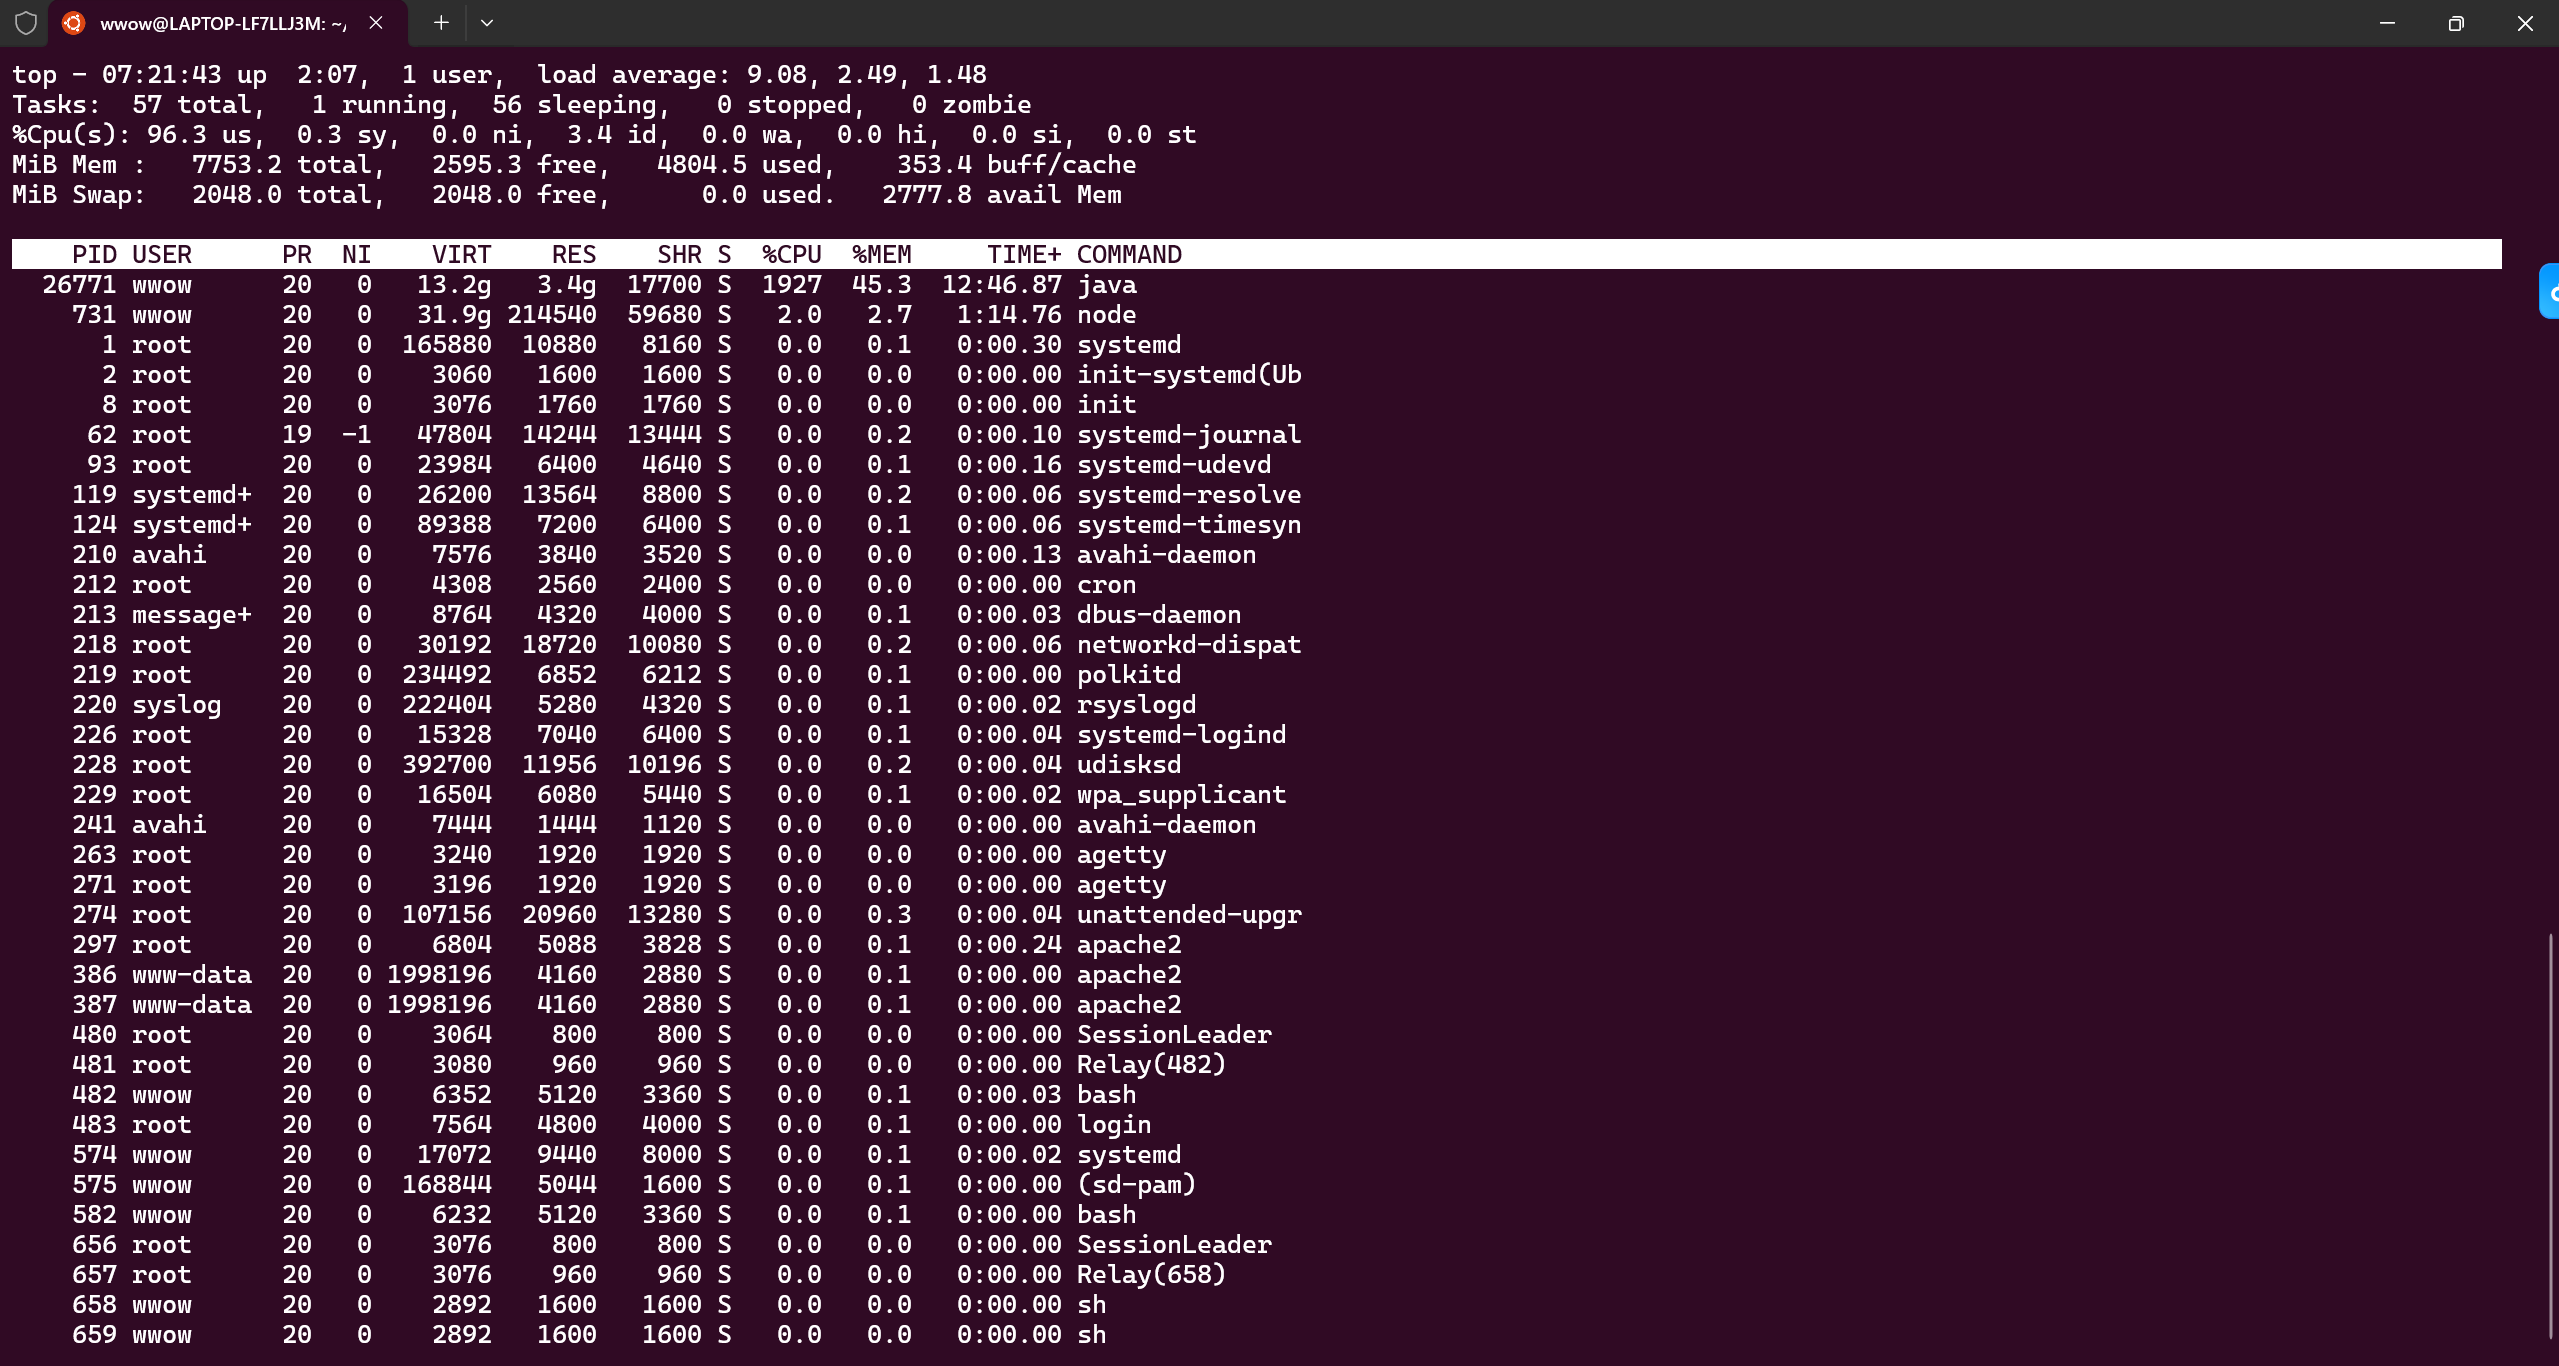 wwow@LAPTOP-LF7LLJ3M: ~/
top - 07:21:43 up  2:07,  1 user,  load average: 9.08, 2.49, 1.48
Tasks:  57 total,   1 running,  56 sleeping,   0 stopped,   0 zombie
%Cpu(s): 96.3 us,  0.3 sy,  0.0 ni,  3.4 id,  0.0 wa,  0.0 hi,  0.0 si,  0.0 st
MiB Mem :   7753.2 total,   2595.3 free,   4804.5 used,    353.4 buff/cache
MiB Swap:   2048.0 total,   2048.0 free,      0.0 used.   2777.8 avail Mem
    PID USER      PR  NI    VIRT    RES    SHR S  %CPU  %MEM     TIME+ COMMAND
  26771 wwow      20   0   13.2g   3.4g  17700 S  1927  45.3  12:46.87 java
    731 wwow      20   0   31.9g 214540  59680 S   2.0   2.7   1:14.76 node
      1 root      20   0  165880  10880   8160 S   0.0   0.1   0:00.30 systemd
      2 root      20   0    3060   1600   1600 S   0.0   0.0   0:00.00 init-systemd(Ub
      8 root      20   0    3076   1760   1760 S   0.0   0.0   0:00.00 init
     62 root      19  -1   47804  14244  13444 S   0.0   0.2   0:00.10 systemd-journal
     93 root      20   0   23984   6400   4640 S   0.0   0.1   0:00.16 systemd-udevd
    119 systemd+  20   0   26200  13564   8800 S   0.0   0.2   0:00.06 systemd-resolve
    124 systemd+  20   0   89388   7200   6400 S   0.0   0.1   0:00.06 systemd-timesyn
    210 avahi     20   0    7576   3840   3520 S   0.0   0.0   0:00.13 avahi-daemon
    212 root      20   0    4308   2560   2400 S   0.0   0.0   0:00.00 cron
    213 message+  20   0    8764   4320   4000 S   0.0   0.1   0:00.03 dbus-daemon
    218 root      20   0   30192  18720  10080 S   0.0   0.2   0:00.06 networkd-dispat
    219 root      20   0  234492   6852   6212 S   0.0   0.1   0:00.00 polkitd
    220 syslog    20   0  222404   5280   4320 S   0.0   0.1   0:00.02 rsyslogd
    226 root      20   0   15328   7040   6400 S   0.0   0.1   0:00.04 systemd-logind
    228 root      20   0  392700  11956  10196 S   0.0   0.2   0:00.04 udisksd
    229 root      20   0   16504   6080   5440 S   0.0   0.1   0:00.02 wpa_supplicant
    241 avahi     20   0    7444   1444   1120 S   0.0   0.0   0:00.00 avahi-daemon
    263 root      20   0    3240   1920   1920 S   0.0   0.0   0:00.00 agetty
    271 root      20   0    3196   1920   1920 S   0.0   0.0   0:00.00 agetty
    274 root      20   0  107156  20960  13280 S   0.0   0.3   0:00.04 unattended-upgr
    297 root      20   0    6804   5088   3828 S   0.0   0.1   0:00.24 apache2
    386 www-data  20   0 1998196   4160   2880 S   0.0   0.1   0:00.00 apache2
    387 www-data  20   0 1998196   4160   2880 S   0.0   0.1   0:00.00 apache2
    480 root      20   0    3064    800    800 S   0.0   0.0   0:00.00 SessionLeader
    481 root      20   0    3080    960    960 S   0.0   0.0   0:00.00 Relay(482)
    482 wwow      20   0    6352   5120   3360 S   0.0   0.1   0:00.03 bash
    483 root      20   0    7564   4800   4000 S   0.0   0.1   0:00.00 login
    574 wwow      20   0   17072   9440   8000 S   0.0   0.1   0:00.02 systemd
    575 wwow      20   0  168844   5044   1600 S   0.0   0.1   0:00.00 (sd-pam)
    582 wwow      20   0    6232   5120   3360 S   0.0   0.1   0:00.00 bash
    656 root      20   0    3076    800    800 S   0.0   0.0   0:00.00 SessionLeader
    657 root      20   0    3076    960    960 S   0.0   0.0   0:00.00 Relay(658)
    658 wwow      20   0    2892   1600   1600 S   0.0   0.0   0:00.00 sh
    659 wwow      20   0    2892   1600   1600 S   0.0   0.0   0:00.00 sh